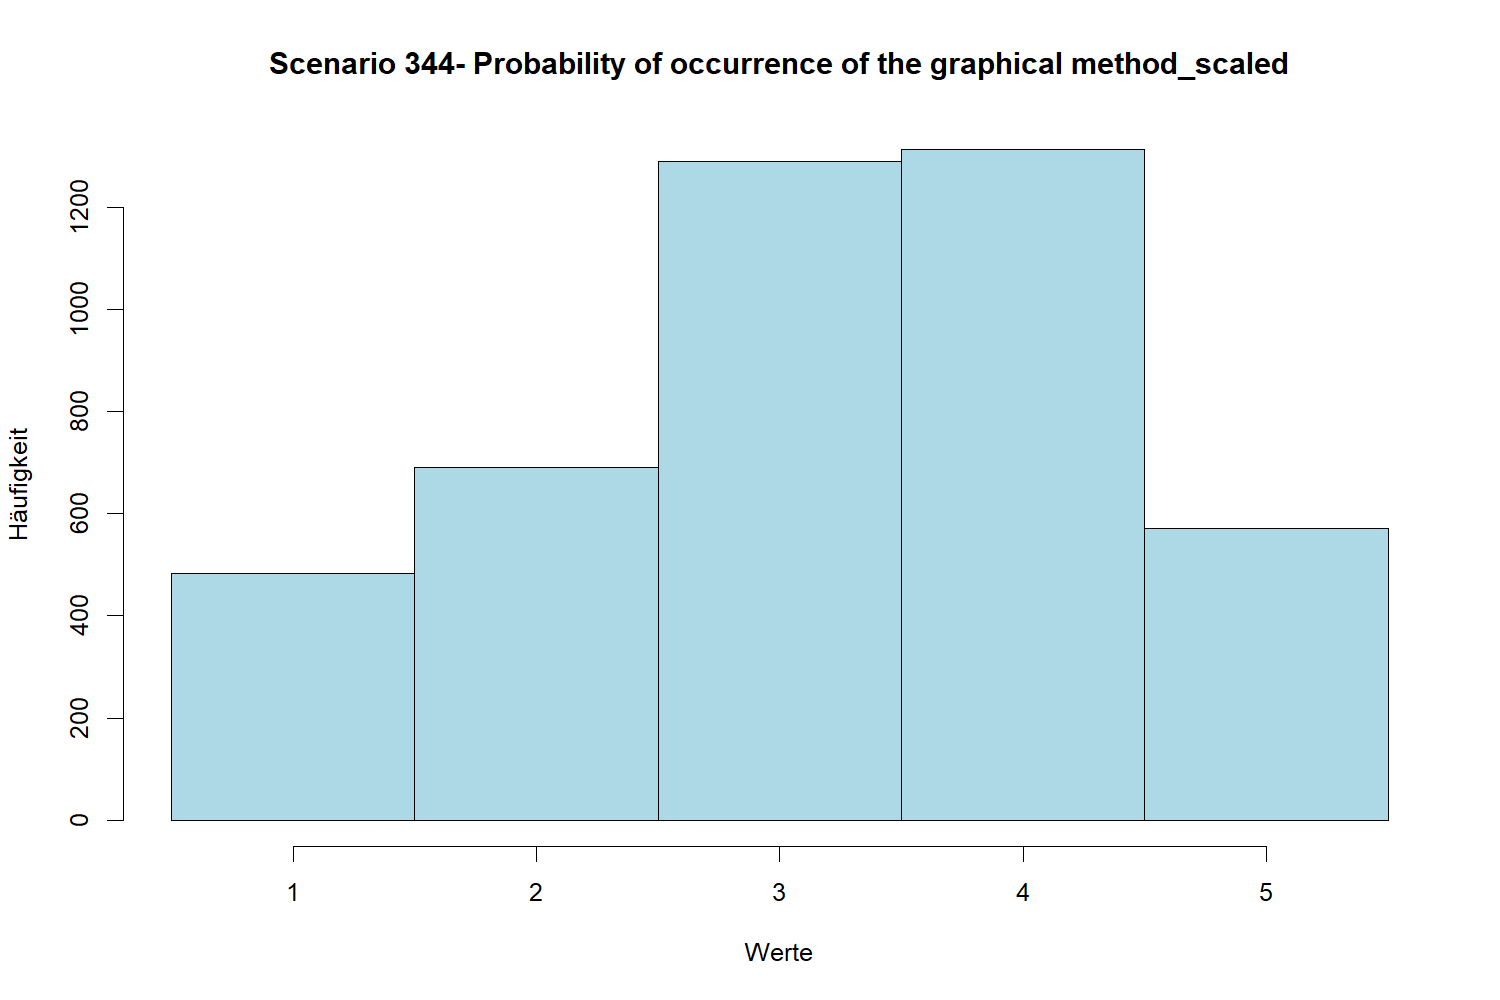 Scenario 344- Probability of occurrence of the graphical method_scaled
Häufigkeit
1200
1000
800
600
400
200
0
1 2 3 4 5
Werte